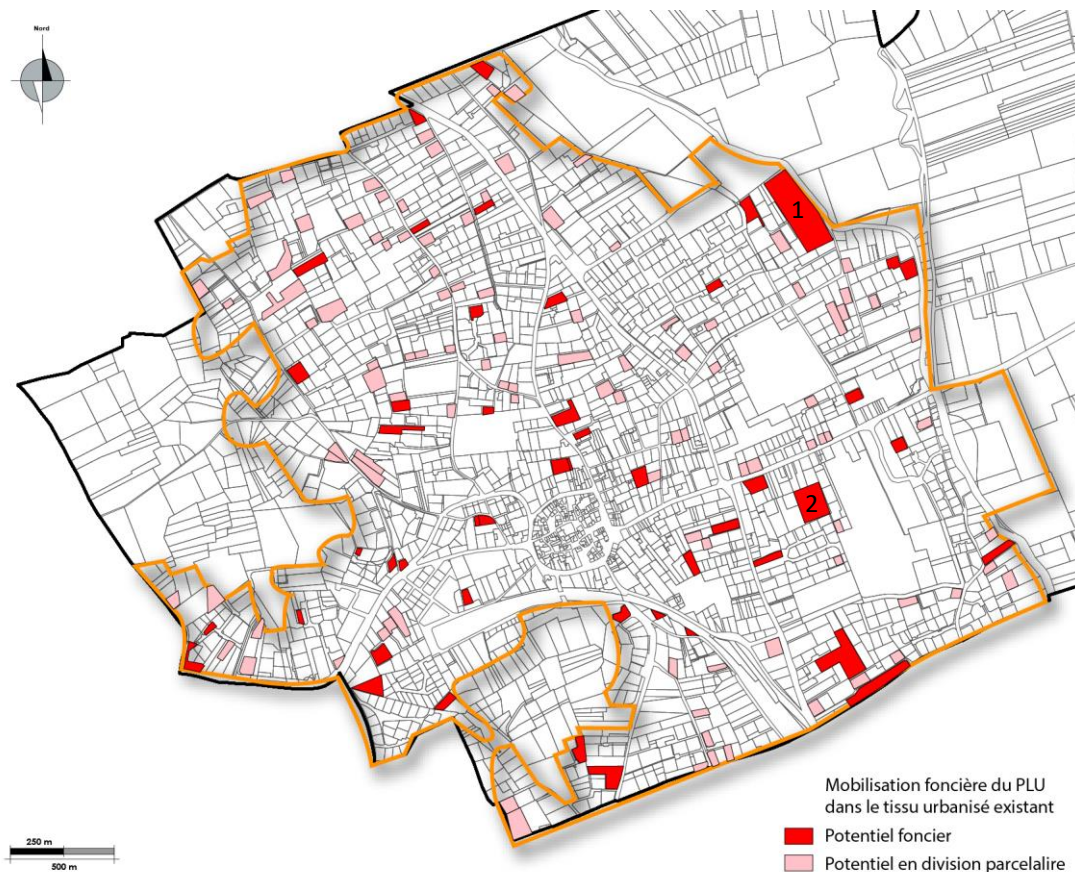 Nord
1
2
Mobilisation foncière du PLU
dans le tissu urbanisé existant
Potentiel foncier
Potentiel en division parcelalire
250 m
500 m